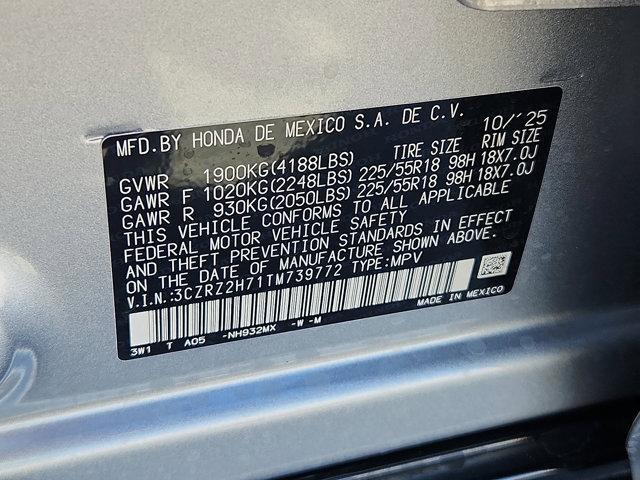 MFD.BY HONDA DE MEXICO S.A. DE C.V. 10/'25
TIRE SIZE RIM SIZE
GVWR 1900KG(4188LBS)
GAWR F 1020KG(2248LBS) 225/55R18 98H 18X7.0J
GAWR R 930KG(2050LBS) 225/55R18 98H 18X7.0J
THIS VEHICLE CONFORMS TO ALL APPLICABLE
FEDERAL MOTOR VEHICLE SAFETY
AND THEFT PREVENTION STANDARDS IN EFFECT
ON THE DATE OF MANUFACTURE SHOWN ABOVE.
V.I.N.:3CZRZ2H71TM739772 TYPE:MPV
MADE IN MEXICO
3W1 T A05 -NH932MX -W -M